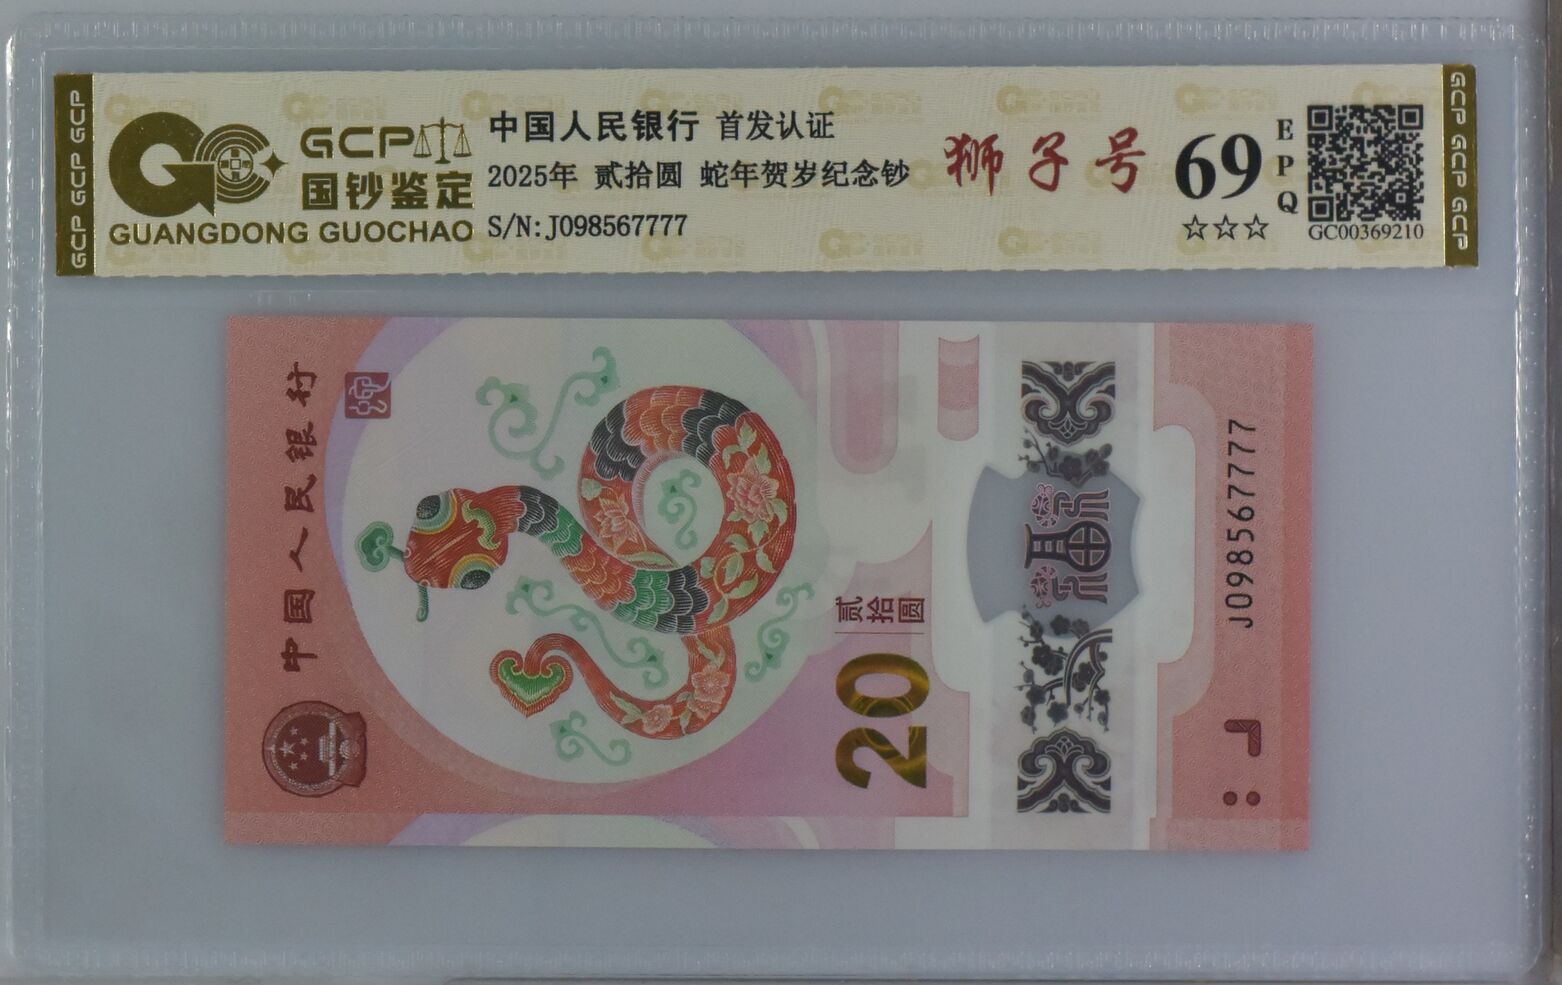 GCP GCP GCP
GCP
国钞鉴定
GUANGDONG GUOCHAO
中国人民银行 首发认证
2025年 贰拾圆 蛇年贺岁纪念钞
S/N:J098567777
狮子号
69
EPQ
☆☆☆
GC00369210
GCP GCP GCP
中国人民银行
贰拾圆
20
福
J098567777